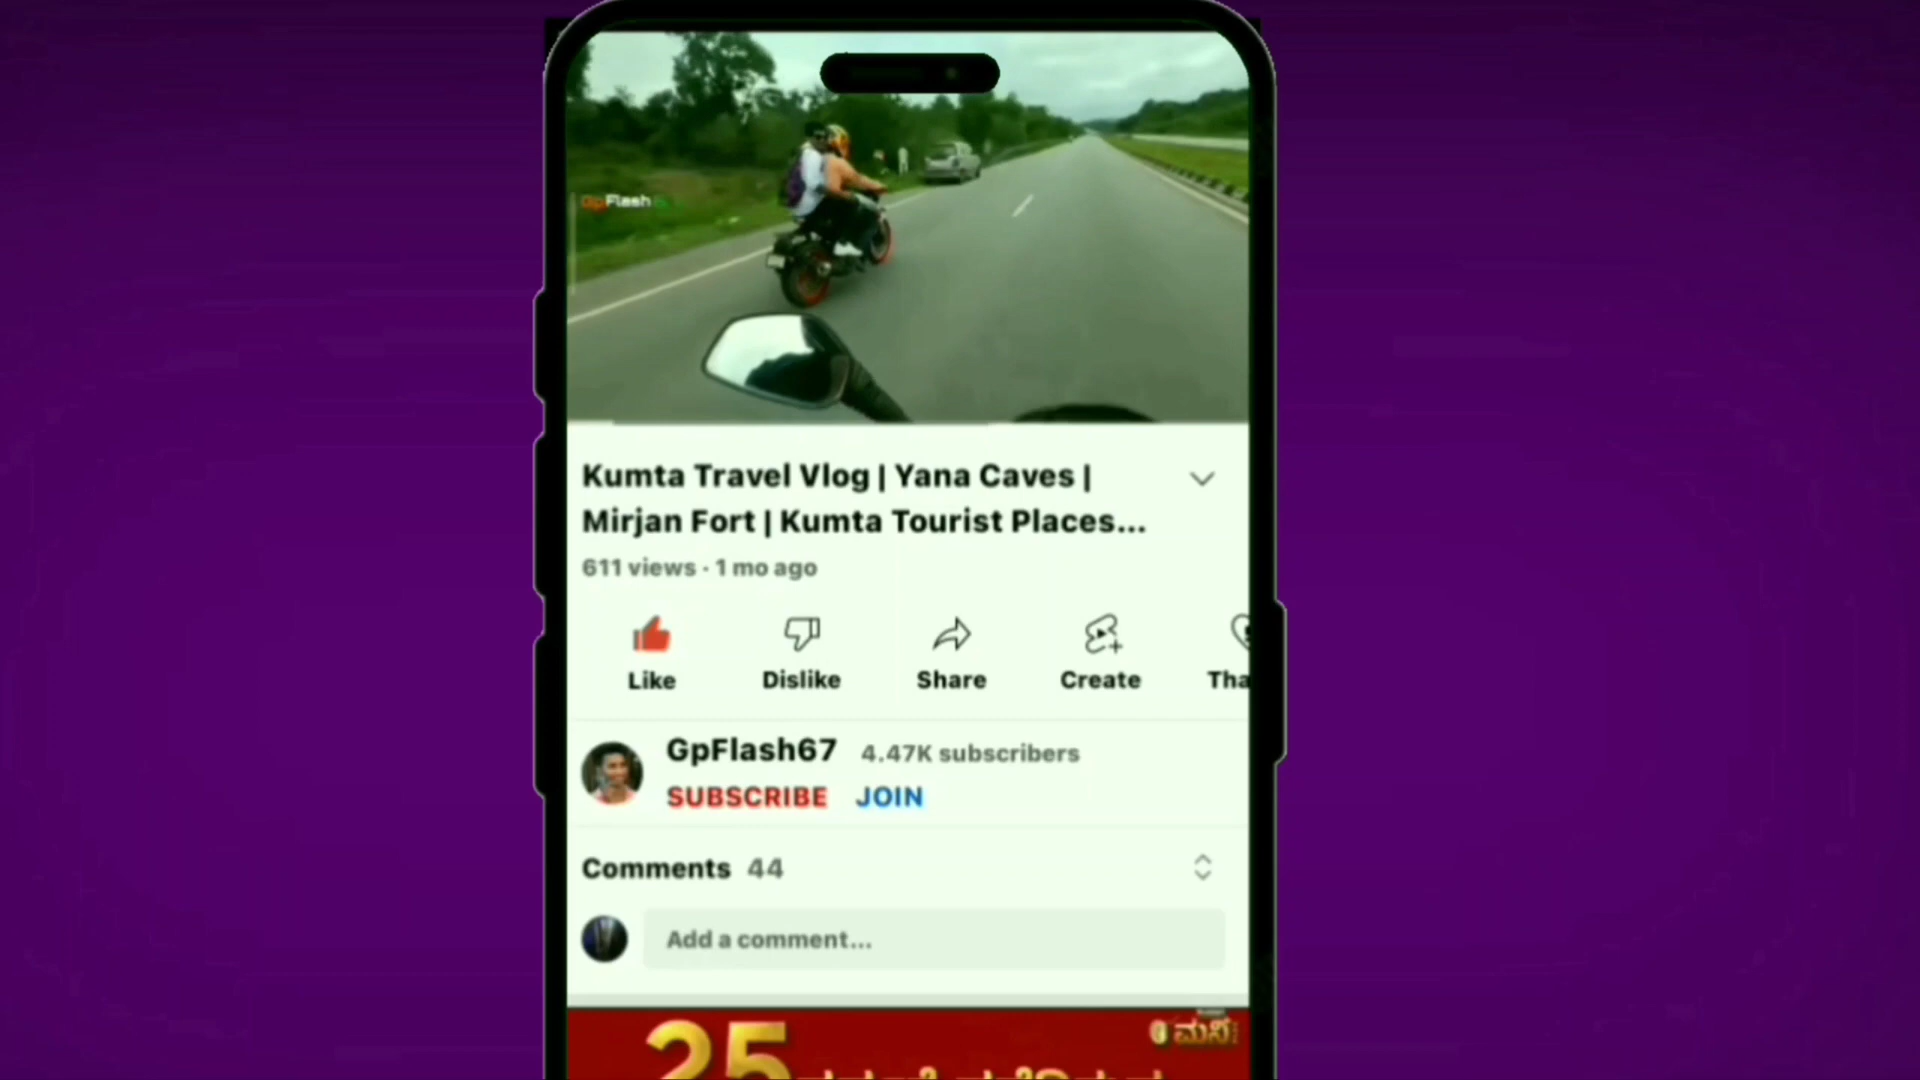 GpFlash
Kumta Travel Vlog | Yana Caves |
Mirjan Fort | Kumta Tourist Places...
611 views · 1 mo ago
Like Dislike Share Create Tha
GpFlash67 4.47K subscribers
SUBSCRIBE JOIN
Comments 44
Add a comment...
ಮನಿ
25